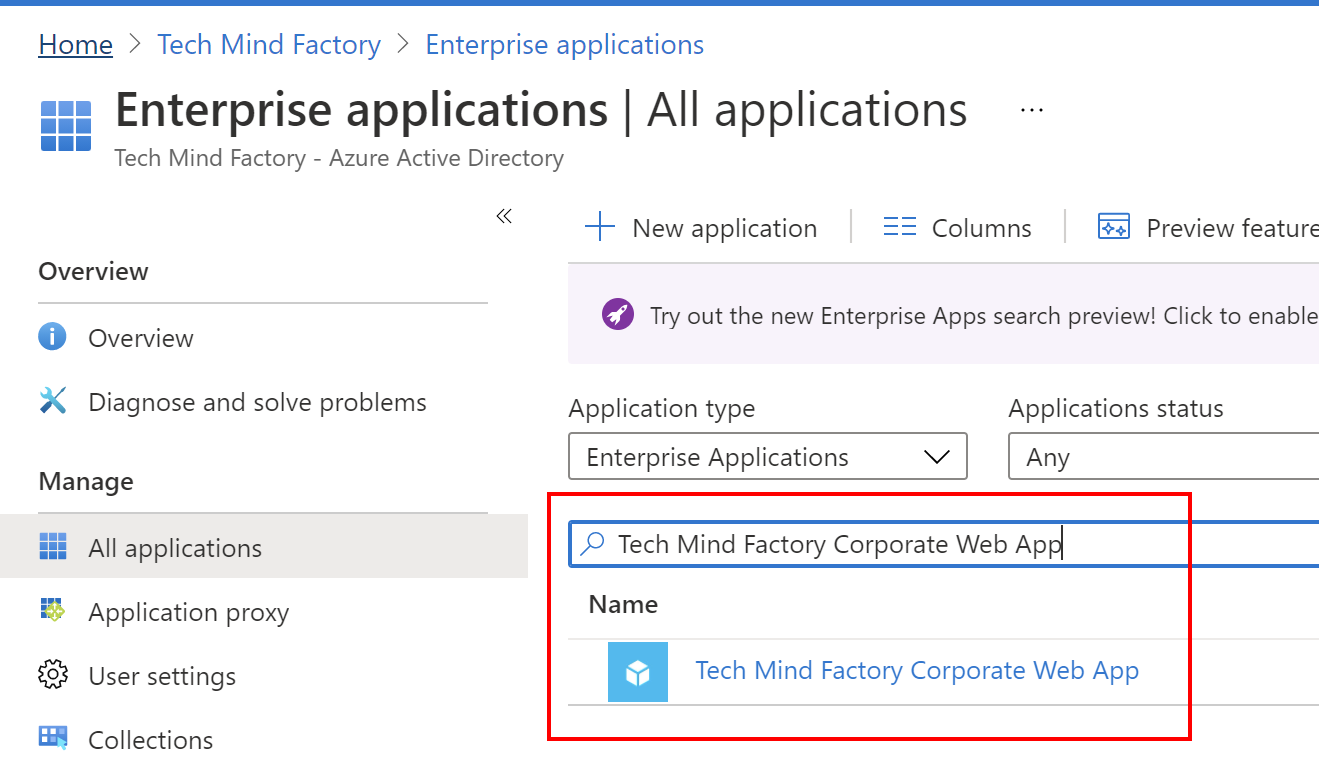 Home > Tech Mind Factory > Enterprise applications
Enterprise applications | All applications ...
Tech Mind Factory - Azure Active Directory
«
New application
Columns
Preview feature
Overview
Try out the new Enterprise Apps search preview! Click to enable
Overview
Diagnose and solve problems
Application type
Applications status
Enterprise Applications
Any
Manage
Tech Mind Factory Corporate Web App
All applications
Name
Application proxy
Tech Mind Factory Corporate Web App
User settings
Collections